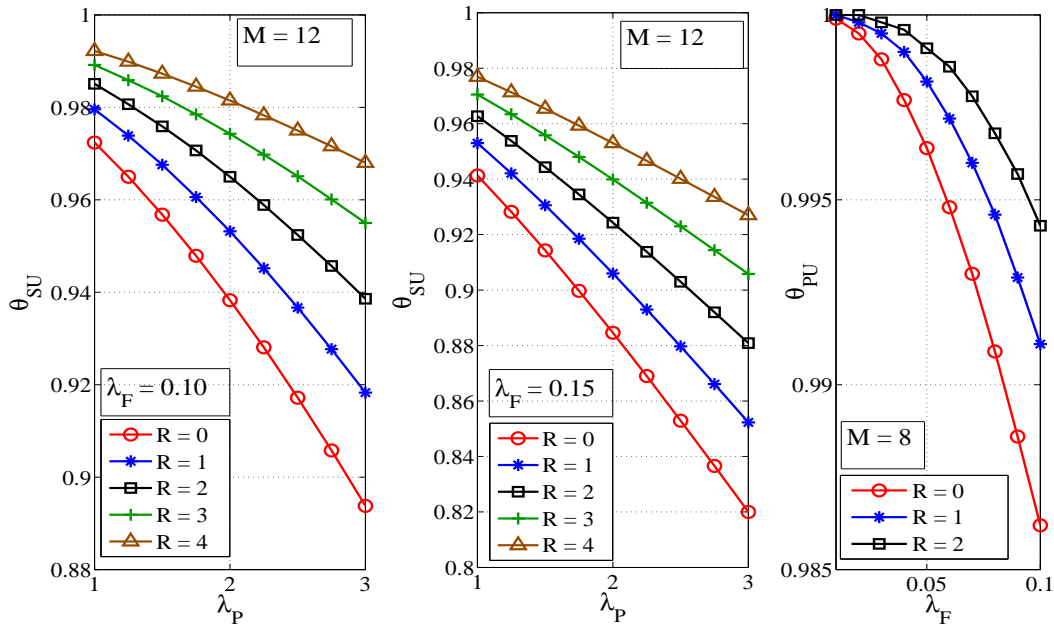 1
0.98
0.96
0.94
0.92
0.9
0.88
1
2
3
θSU
λP
M = 12
λF = 0.10
R = 0
R = 1
R = 2
R = 3
R = 4
1
0.98
0.96
0.94
0.92
0.9
0.88
0.86
0.84
0.82
0.8
1
2
3
θSU
λP
M = 12
λF = 0.15
R = 0
R = 1
R = 2
R = 3
R = 4
1
0.995
0.99
0.985
0.05
0.1
θPU
λF
M = 8
R = 0
R = 1
R = 2